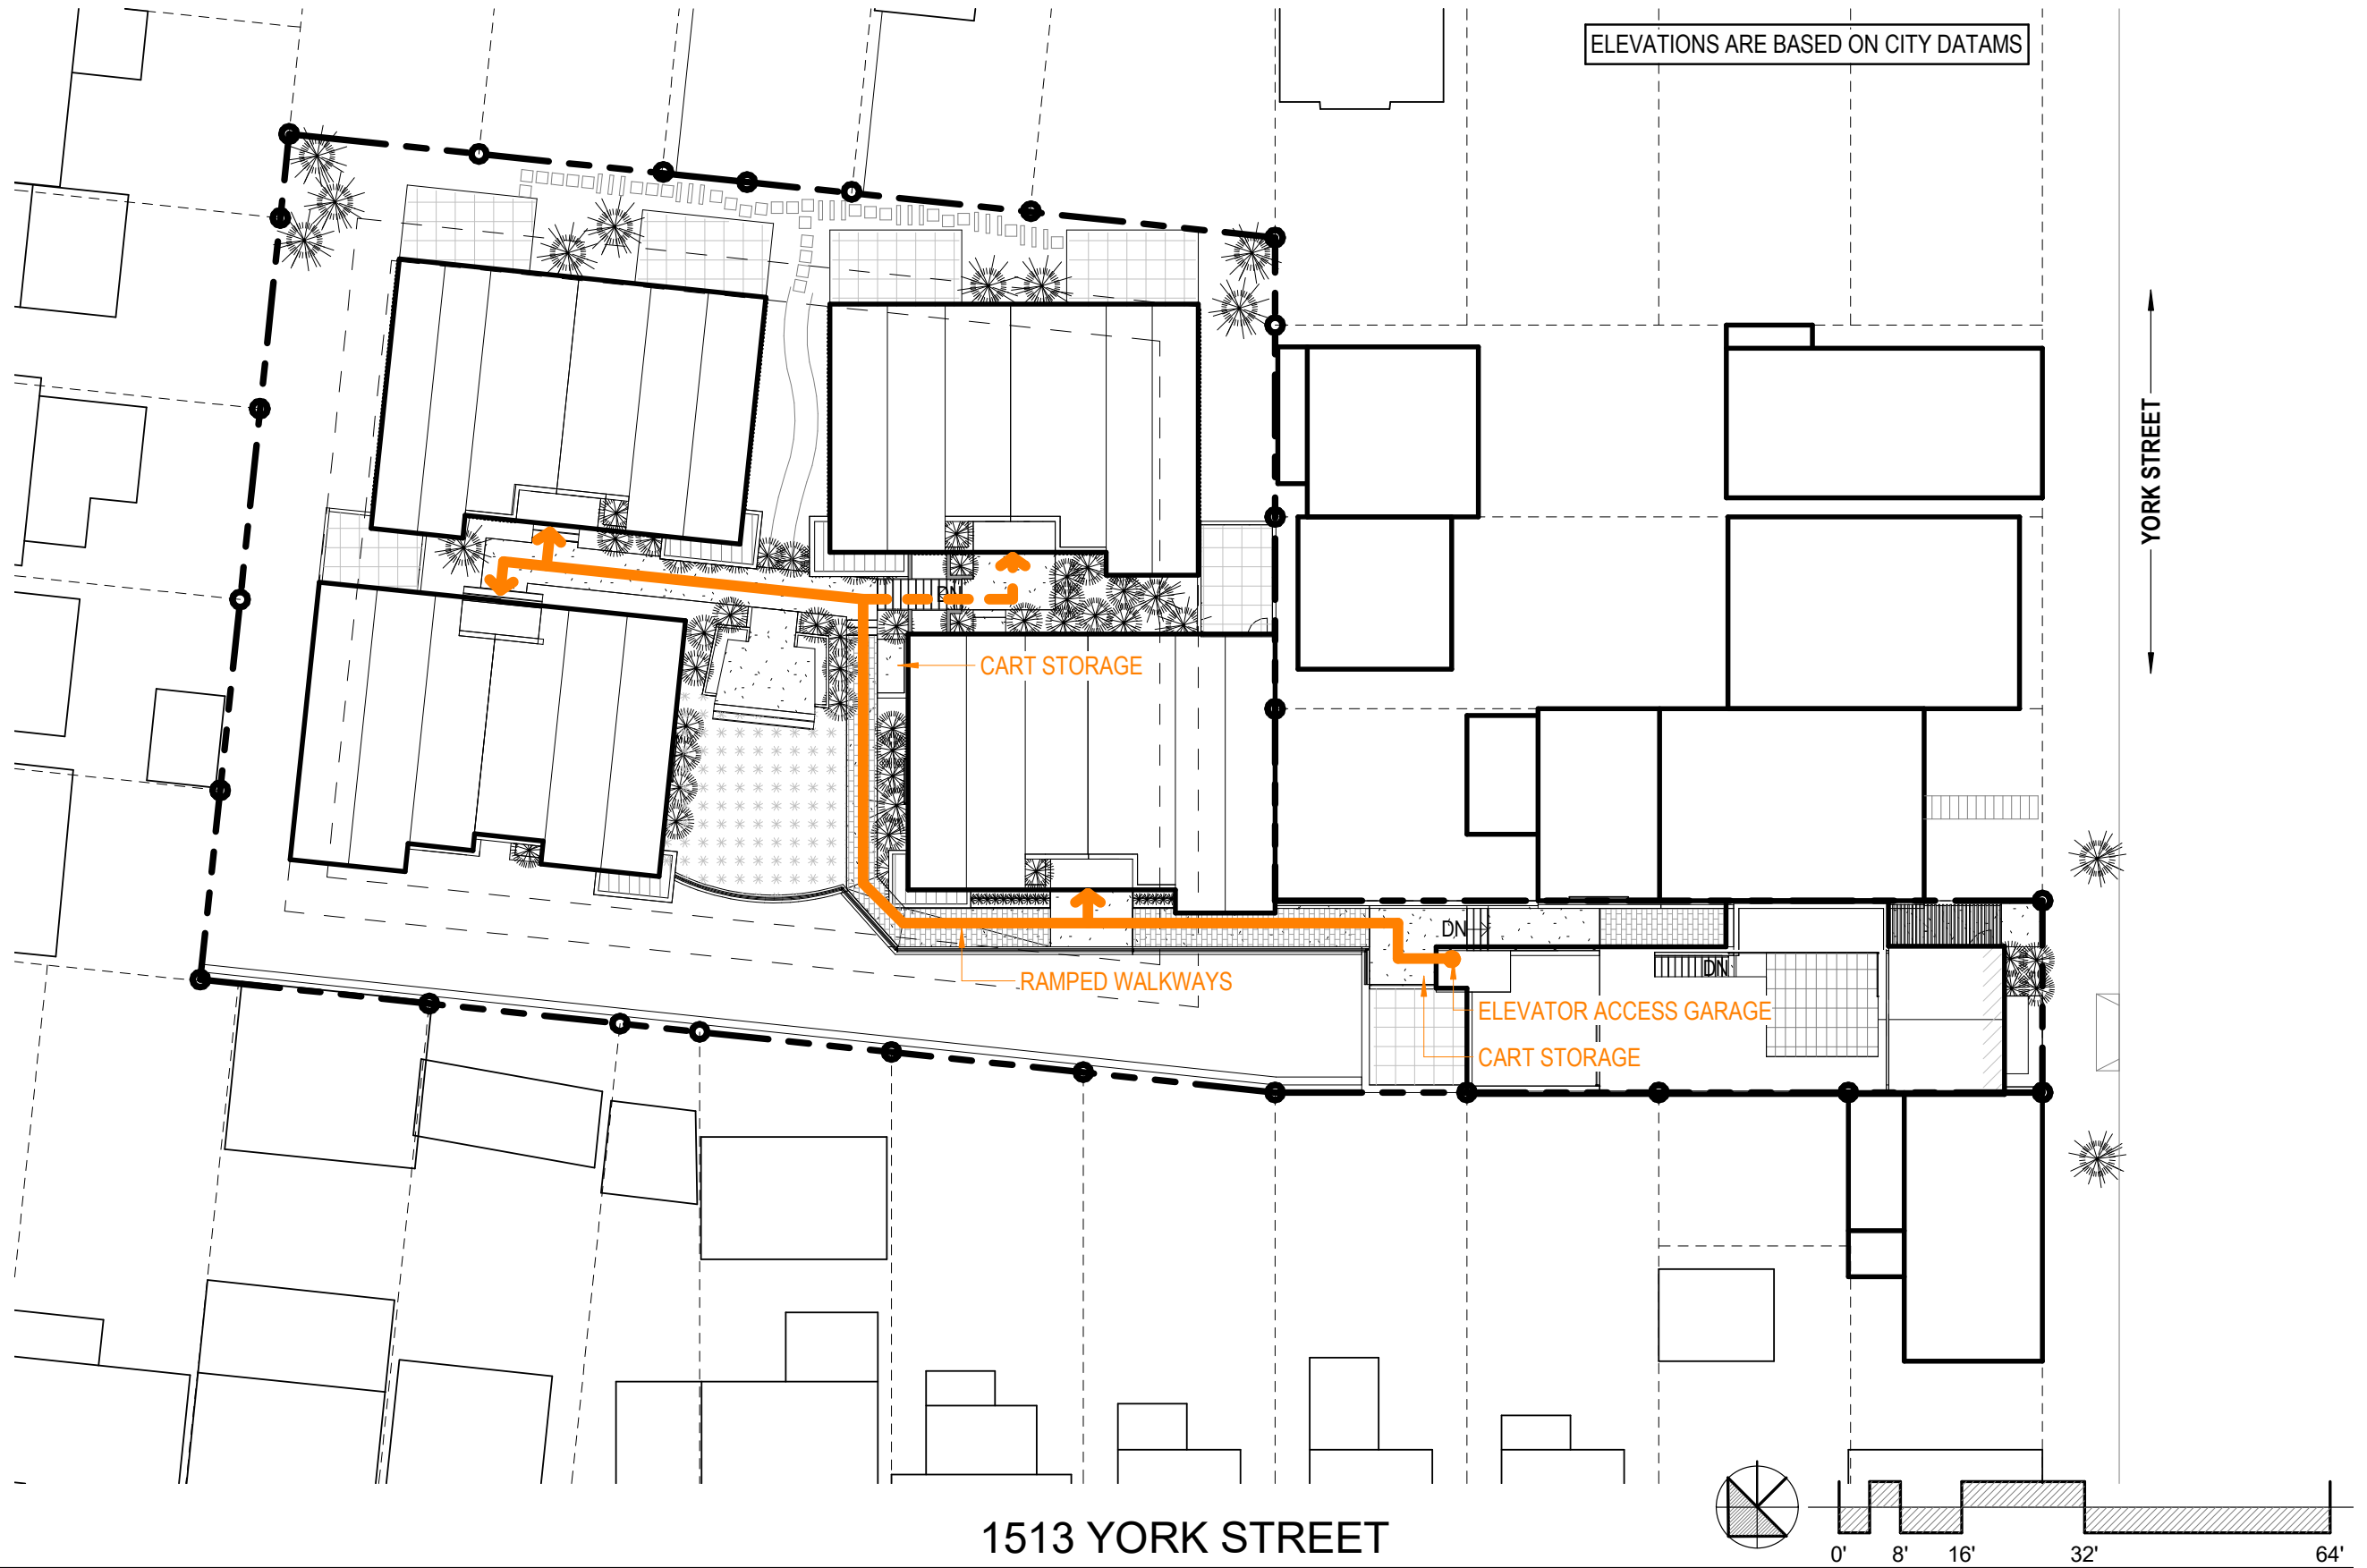 ELEVATIONS ARE BASED ON CITY DATAMS
YORK STREET
DN
CART STORAGE
DN
RAMPED WALKWAYS
DN
ELEVATOR ACCESS GARAGE
CART STORAGE
1513 YORK STREET
0' 8' 16' 32' 64'